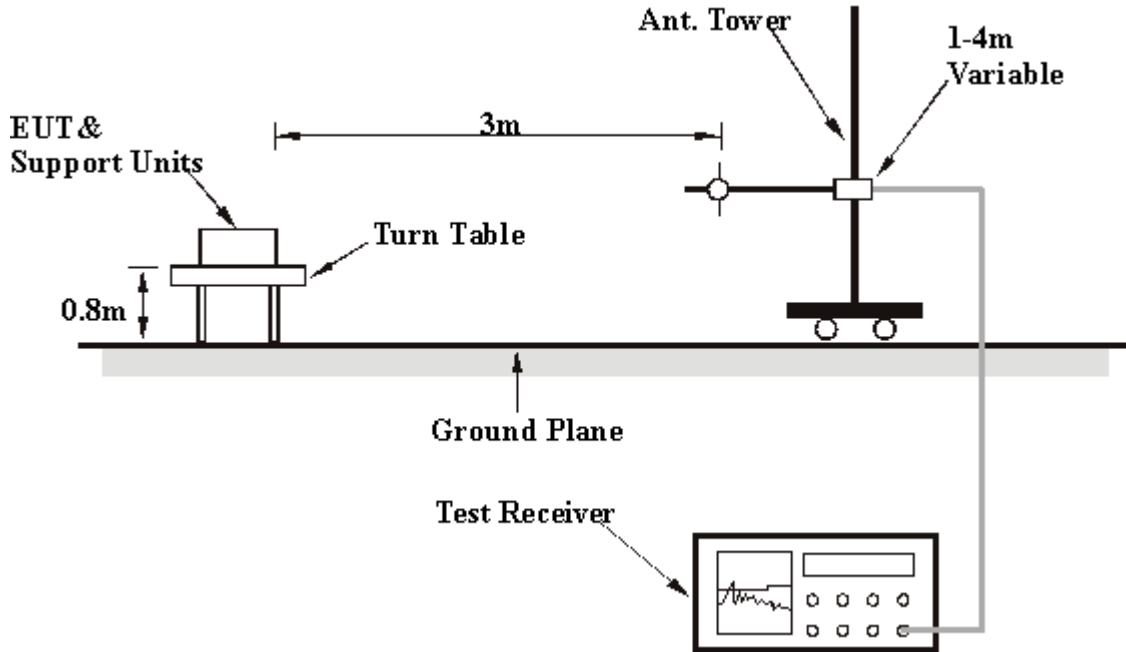 Ant. Tower
1-4m
Variable
EUT&
Support Units
3m
Turn Table
0.8m
Ground Plane
Test Receiver